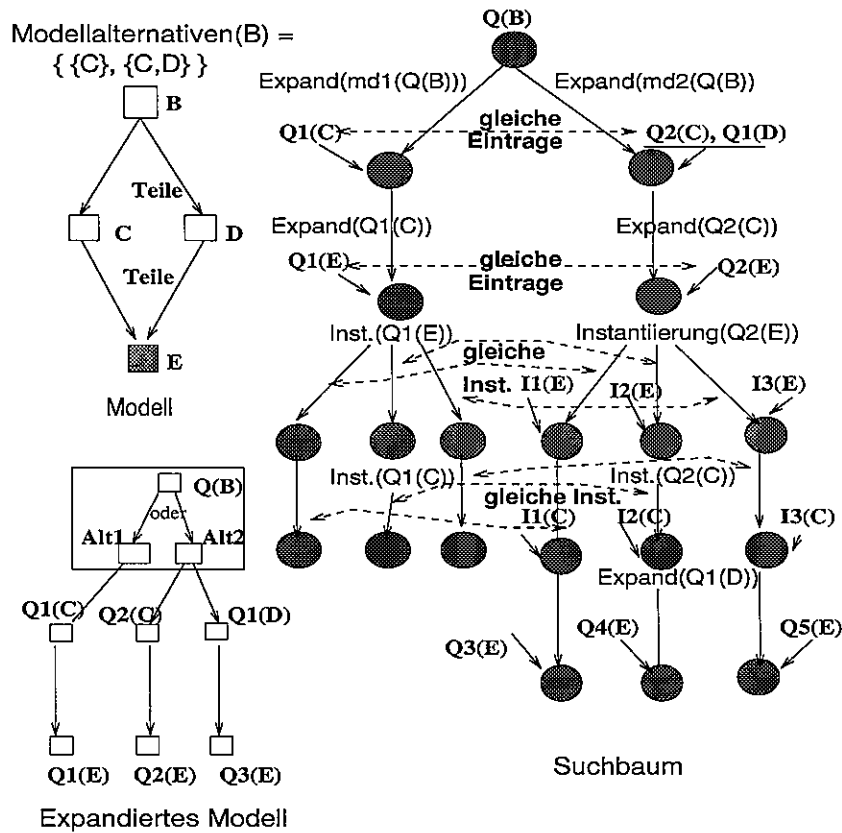 Modellalternativen(B) =
{ {C}, {C,D} }
B
Teile
C
D
Teile
E
Modell
Q(B)
oder
Alt1
Alt2
Q1(C)
Q2(C)
Q1(D)
Q1(E)
Q2(E)
Q3(E)
Expandiertes Modell
Q(B)
Expand(md1(Q(B)))
Expand(md2(Q(B))
Q1(C)
gleiche
Eintrage
Q2(C), Q1(D)
Expand(Q1(C))
Expand(Q2(C))
Q1(E)
gleiche
Eintrage
Q2(E)
Inst.(Q1(E))
Instantiierung(Q2(E))
gleiche
Inst.
I1(E)
I2(E)
I3(E)
Inst.(Q1(C))
Inst.(Q2(C))
gleiche Inst.
I1(C)
I2(C)
I3(C)
Expand(Q1(D))
Q3(E)
Q4(E)
Q5(E)
Suchbaum